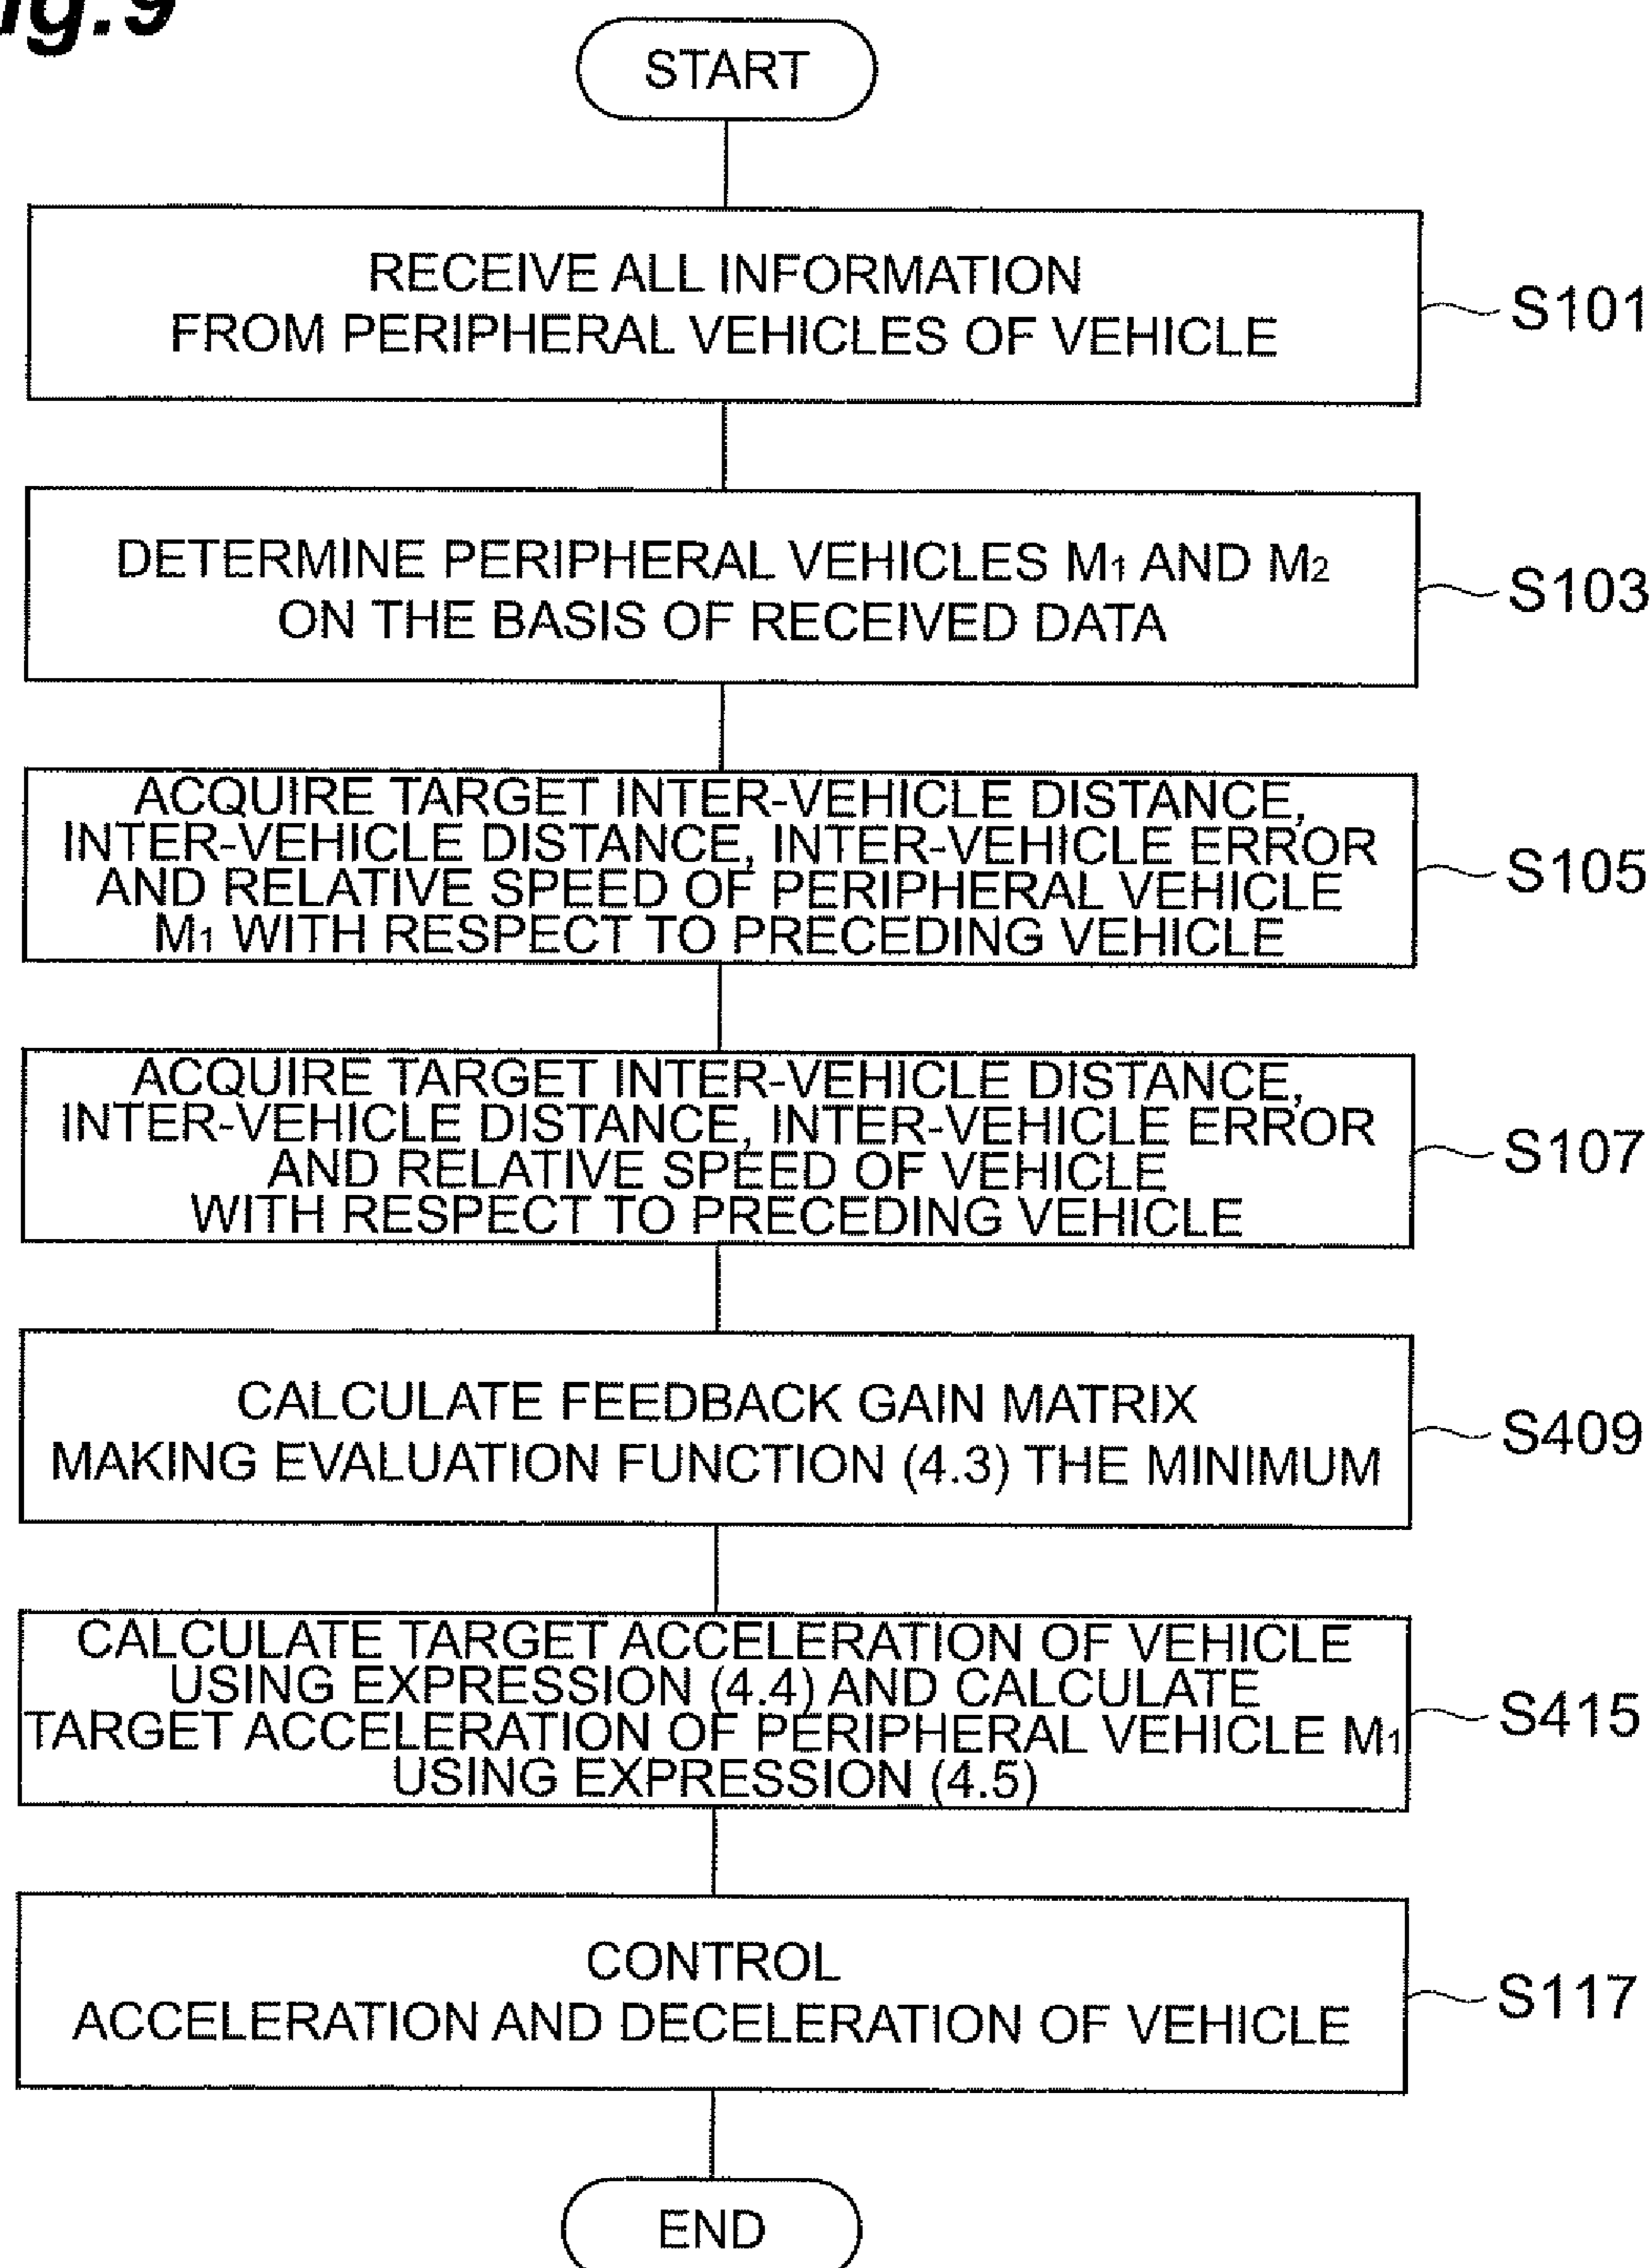 ig.9
START
RECEIVE ALL INFORMATION
FROM PERIPHERAL VEHICLES OF VEHICLE
S101
DETERMINE PERIPHERAL VEHICLES M1 AND M2
ON THE BASIS OF RECEIVED DATA
S103
ACQUIRE TARGET INTER-VEHICLE DISTANCE,
INTER-VEHICLE DISTANCE, INTER-VEHICLE ERROR
AND RELATIVE SPEED OF PERIPHERAL VEHICLE
M1 WITH RESPECT TO PRECEDING VEHICLE
S105
ACQUIRE TARGET INTER-VEHICLE DISTANCE,
INTER-VEHICLE DISTANCE, INTER-VEHICLE ERROR
AND RELATIVE SPEED OF VEHICLE
WITH RESPECT TO PRECEDING VEHICLE
S107
CALCULATE FEEDBACK GAIN MATRIX
MAKING EVALUATION FUNCTION (4.3) THE MINIMUM
S409
CALCULATE TARGET ACCELERATION OF VEHICLE
USING EXPRESSION (4.4) AND CALCULATE
TARGET ACCELERATION OF PERIPHERAL VEHICLE M1
USING EXPRESSION (4.5)
S415
CONTROL
ACCELERATION AND DECELERATION OF VEHICLE
S117
END